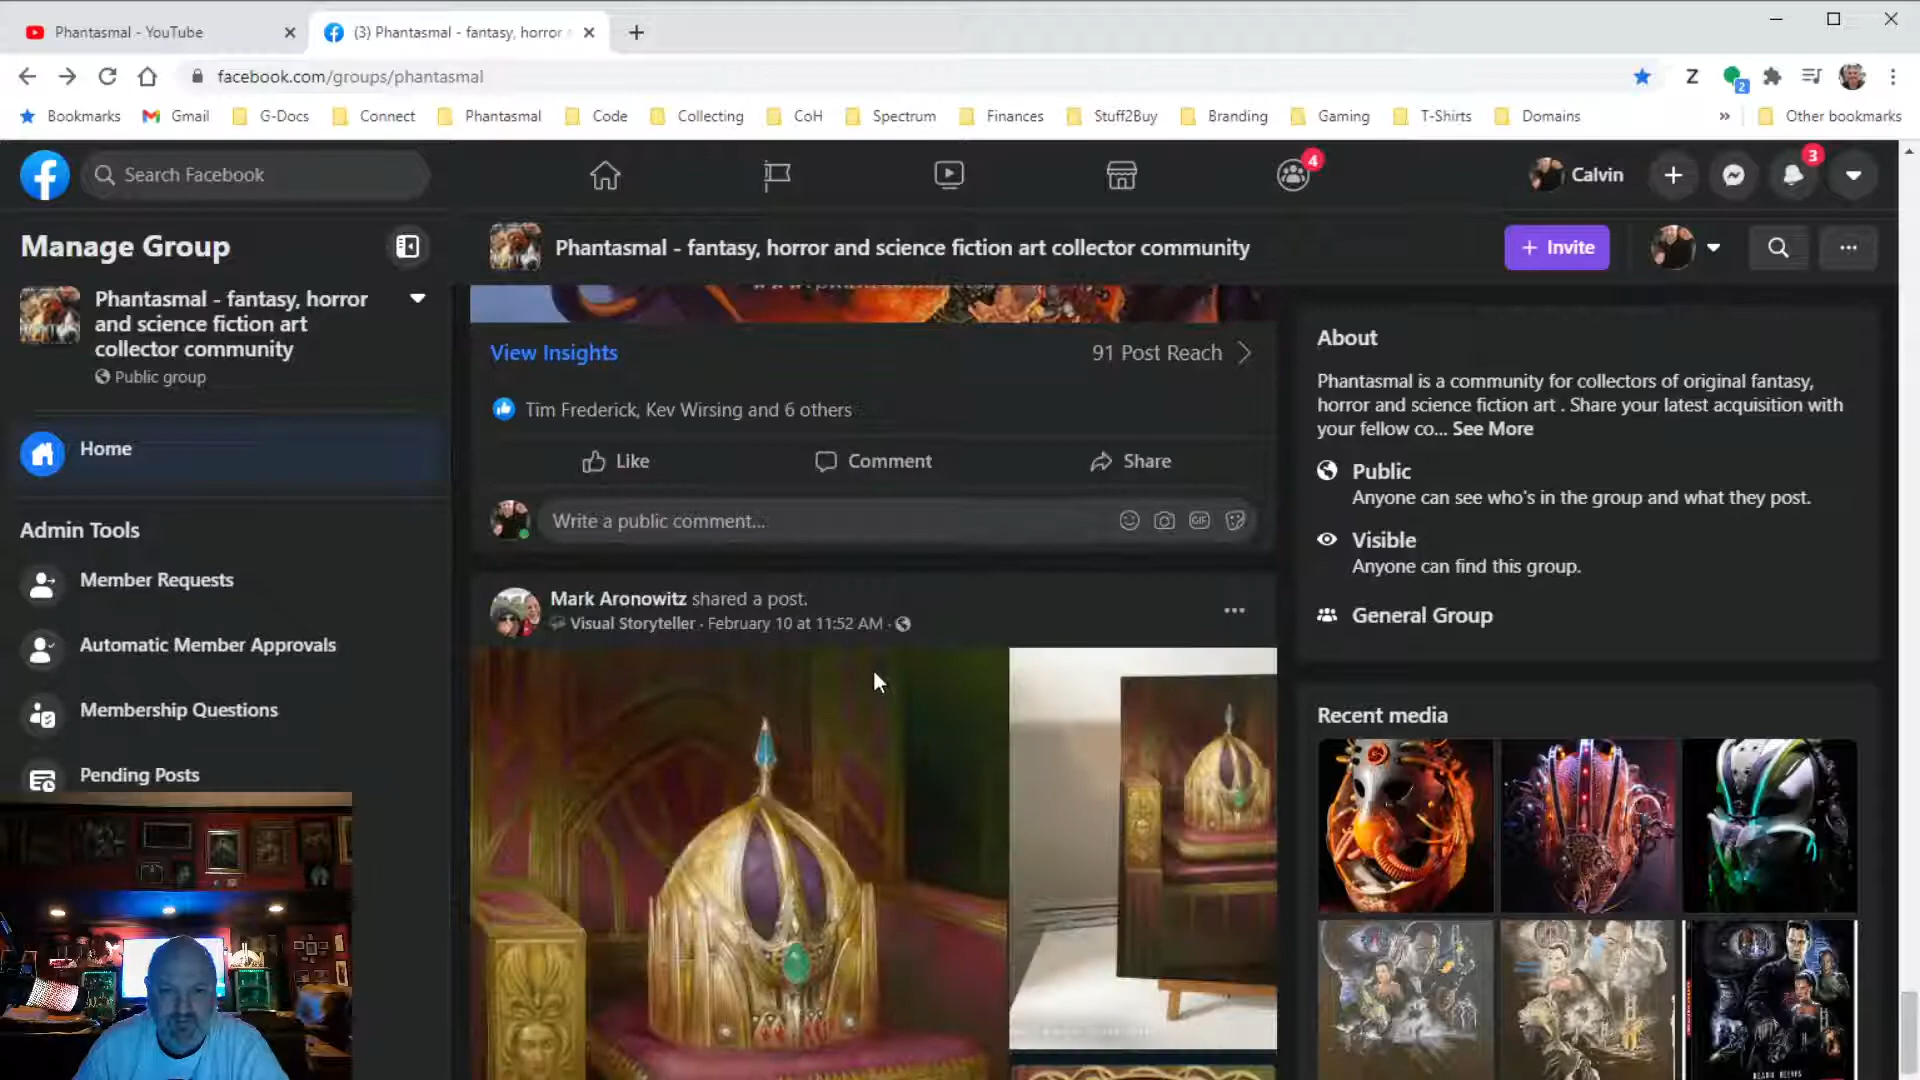 Phantasmal - YouTube
(3) Phantasmal - fantasy, horror
facebook.com/groups/phantasmal
Z
2
Bookmarks
Gmail
G-Docs
Connect
Phantasmal
Code
Collecting
CoH
Spectrum
Finances
Stuff2Buy
Branding
Gaming
T-Shirts
Domains
»
Other bookmarks
Search Facebook
4
Calvin
3
Manage Group
Phantasmal - fantasy, horror and science fiction art collector community
Invite
Phantasmal - fantasy, horror
and science fiction art
collector community
Public group
Home
Admin Tools
Member Requests
Automatic Member Approvals
Membership Questions
Pending Posts
View Insights
91 Post Reach
Tim Frederick, Kev Wirsing and 6 others
Like
Comment
Share
Write a public comment...
GIF
Mark Aronowitz shared a post.
Visual Storyteller · February 10 at 11:52 AM ·
About
Phantasmal is a community for collectors of original fantasy,
horror and science fiction art . Share your latest acquisition with
your fellow co... See More
Public
Anyone can see who's in the group and what they post.
Visible
Anyone can find this group.
General Group
Recent media